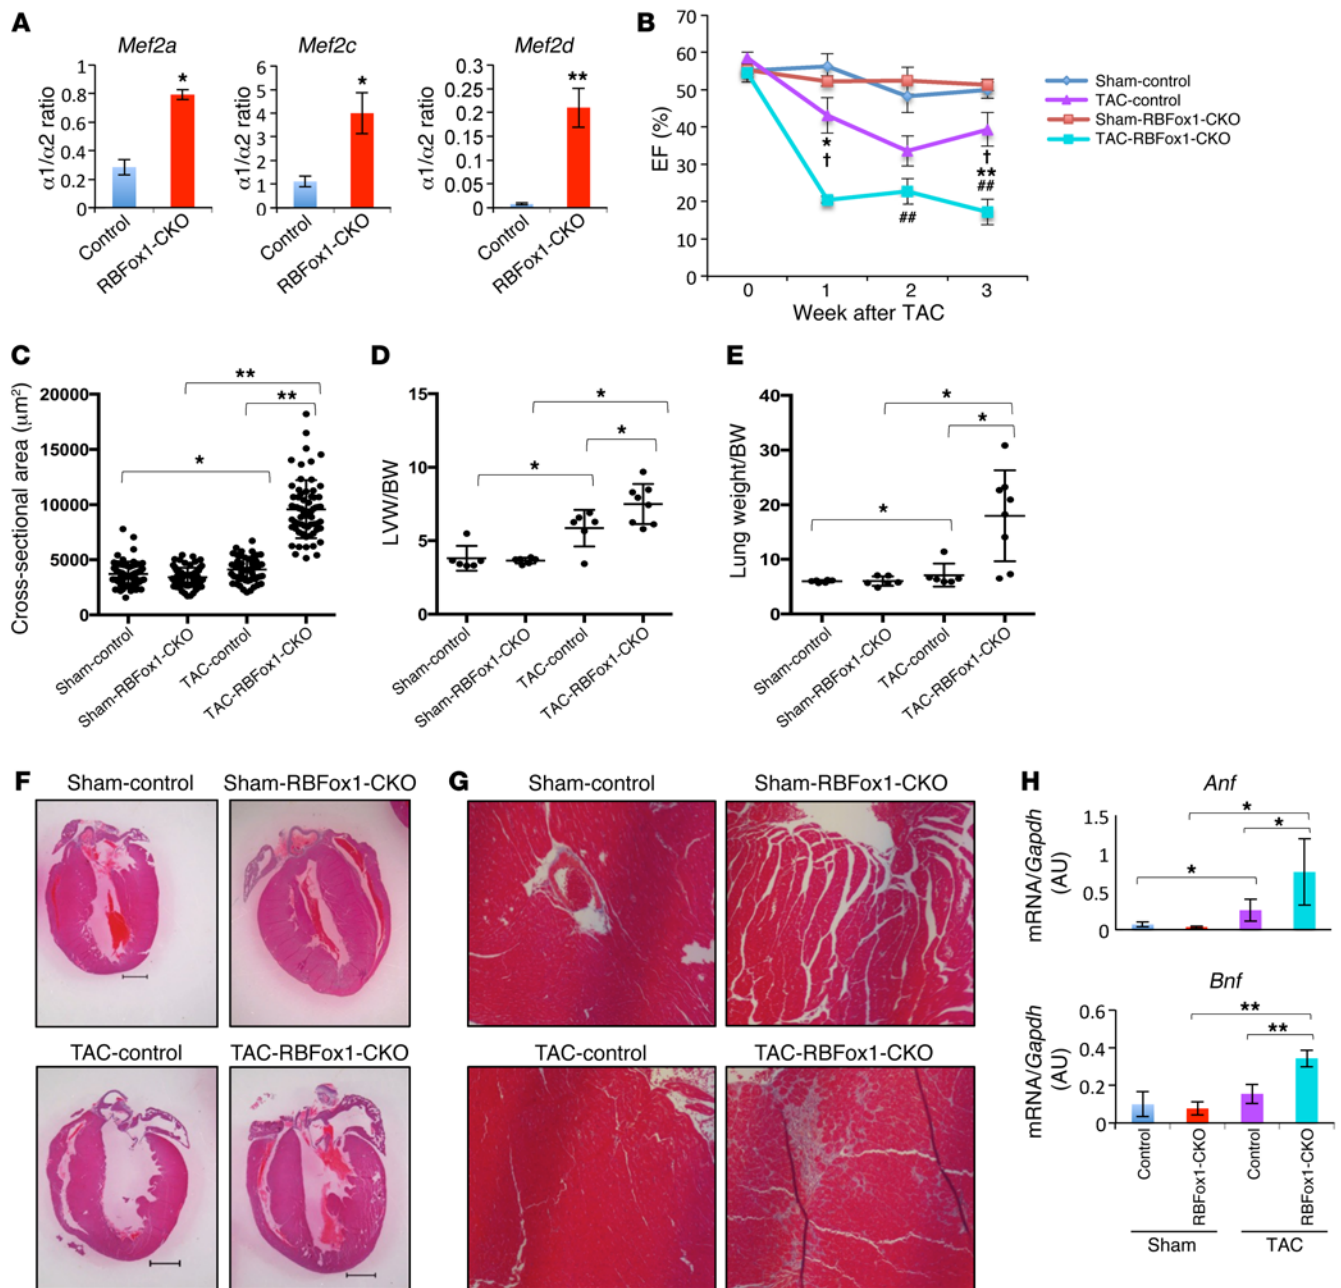 A
Mef2a
α1/α2 ratio
1
0.8
0.6
0.4
0.2
0
*
Control
RBFox1-CKO
Mef2c
α1/α2 ratio
6
5
4
3
2
1
0
*
Control
RBFox1-CKO
Mef2d
α1/α2 ratio
0.3
0.25
0.2
0.15
0.1
0.05
0
**
Control
RBFox1-CKO
B
EF (%)
70
60
50
40
30
20
10
0
*
†
##
†
**
##
0 1 2 3
Week after TAC
Sham-control
TAC-control
Sham-RBFox1-CKO
TAC-RBFox1-CKO
C
Cross-sectional area (μm²)
20000
15000
10000
5000
0
**
**
*
Sham-control
Sham-RBFox1-CKO
TAC-control
TAC-RBFox1-CKO
D
LVW/BW
15
10
5
0
*
*
*
Sham-control
Sham-RBFox1-CKO
TAC-control
TAC-RBFox1-CKO
E
Lung weight/BW
40
30
20
10
0
*
*
*
Sham-control
Sham-RBFox1-CKO
TAC-control
TAC-RBFox1-CKO
F
Sham-control
Sham-RBFox1-CKO
TAC-control
TAC-RBFox1-CKO
G
Sham-control
Sham-RBFox1-CKO
TAC-control
TAC-RBFox1-CKO
H
Anf
mRNA/Gapdh
(AU)
1.5
1
0.5
0
*
*
*
Bnf
mRNA/Gapdh
(AU)
0.6
0.4
0.2
0
**
**
Control
RBFox1-CKO
Control
RBFox1-CKO
Sham
TAC